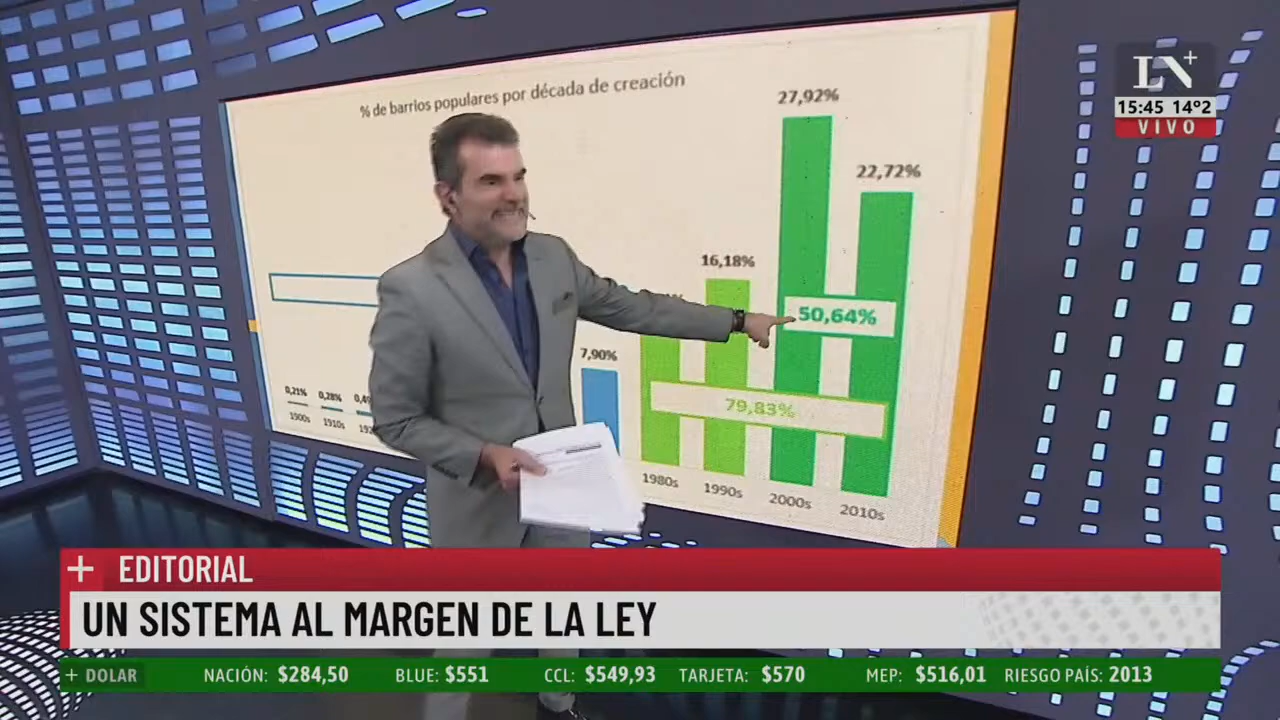 % de barrios populares por década de creación
27,92%
22,72%
16,18%
50,64%
7,90%
79,83%
0,21%
0,28%
1900s
1910s
1980s
1990s
2000s
2010s
LN+
15:45 14º2
VIVO
+ EDITORIAL
UN SISTEMA AL MARGEN DE LA LEY
+ DOLAR NACIÓN: $284,50 BLUE: $551 CCL: $549,93 TARJETA: $570 MEP: $516,01 RIESGO PAÍS: 2013